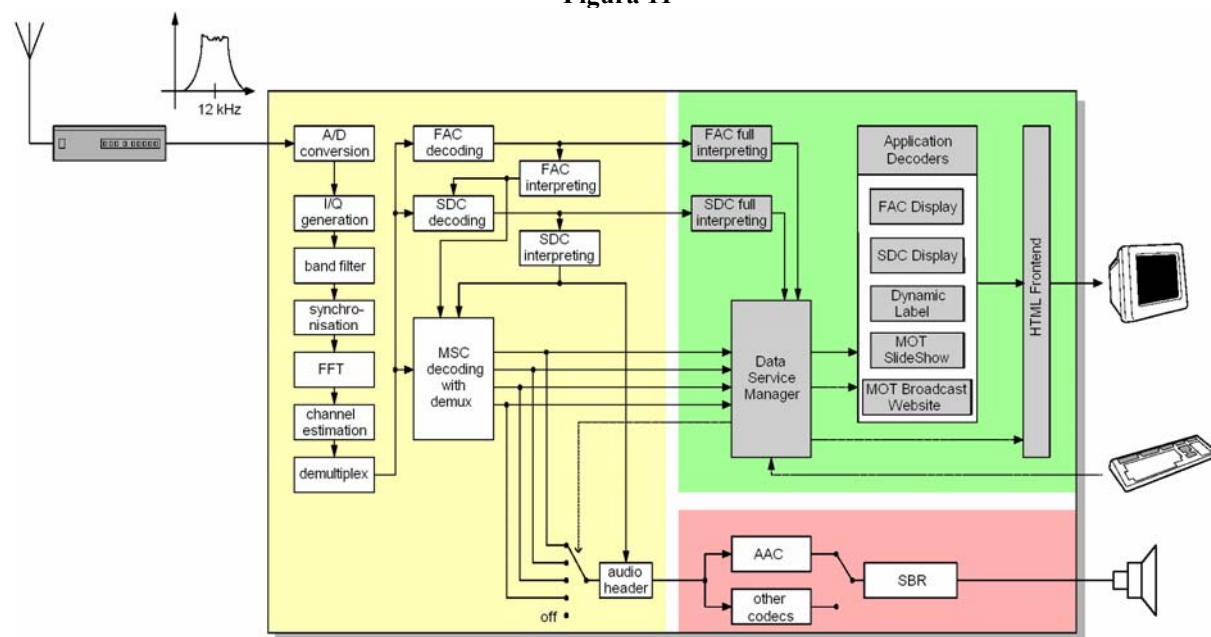 Figura 11
12 kHz
A/D
conversion
I/Q
generation
band filter
synchro-
nisation
FFT
channel
estimation
demultiplex
FAC
decoding
FAC
interpreting
SDC
decoding
SDC
interpreting
MSC
decoding
with
demux
off
audio
header
FAC full
interpreting
SDC full
interpreting
Data
Service
Manager
Application
Decoders
FAC Display
SDC Display
Dynamic
Label
MOT
SlideShow
MOT Broadcast
Website
HTML Frontend
AAC
other
codecs
SBR